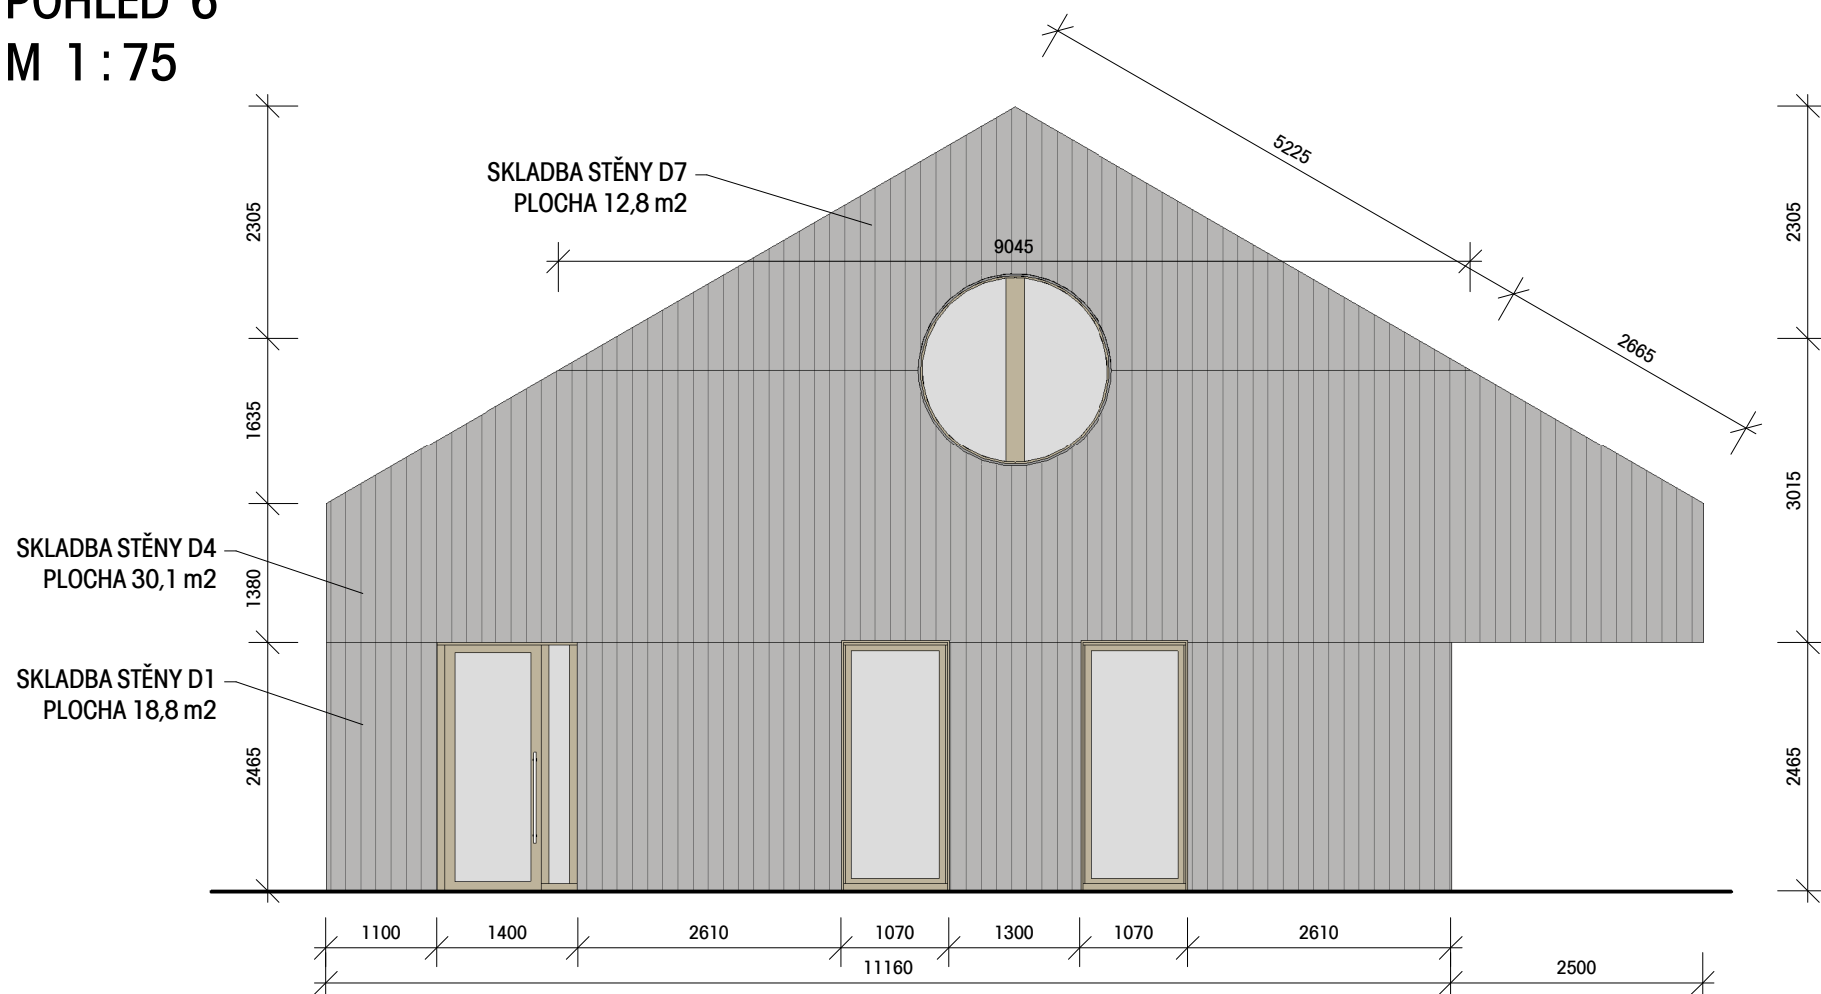 POHLED 6
M 1 : 75
5225
SKLADBA STĚNY D7
PLOCHA 12,8 m2
2305
2305
9045
2665
1635
3015
SKLADBA STĚNY D4
PLOCHA 30,1 m2
1380
SKLADBA STĚNY D1
PLOCHA 18,8 m2
2465
2465
1100
1400
2610
1070
1300
1070
2610
11160
2500